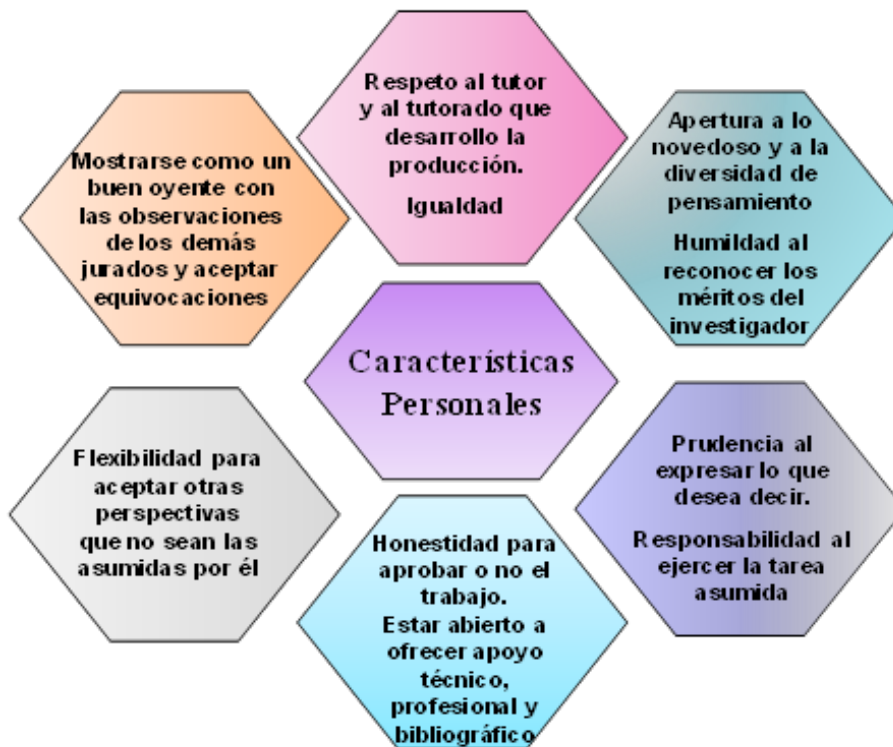 Respeto al tutor
y al tutorado que
desarrollo la
producción.
Igualdad
Mostrarse como un
buen oyente con
las observaciones
de los demás
jurados y aceptar
equivocaciones
Apertura a lo
novedoso y a la
diversidad de
pensamiento
Humildad al
reconocer los
méritos del
investigador
Características
Personales
Flexibilidad para
aceptar otras
perspectivas
que no sean las
asumidas por él
Prudencia al
expresar lo que
desea decir.
Responsabilidad al
ejercer la tarea
asumida
Honestidad para
aprobar o no el
trabajo.
Estar abierto a
ofrecer apoyo
técnico,
profesional y
bibliográfico